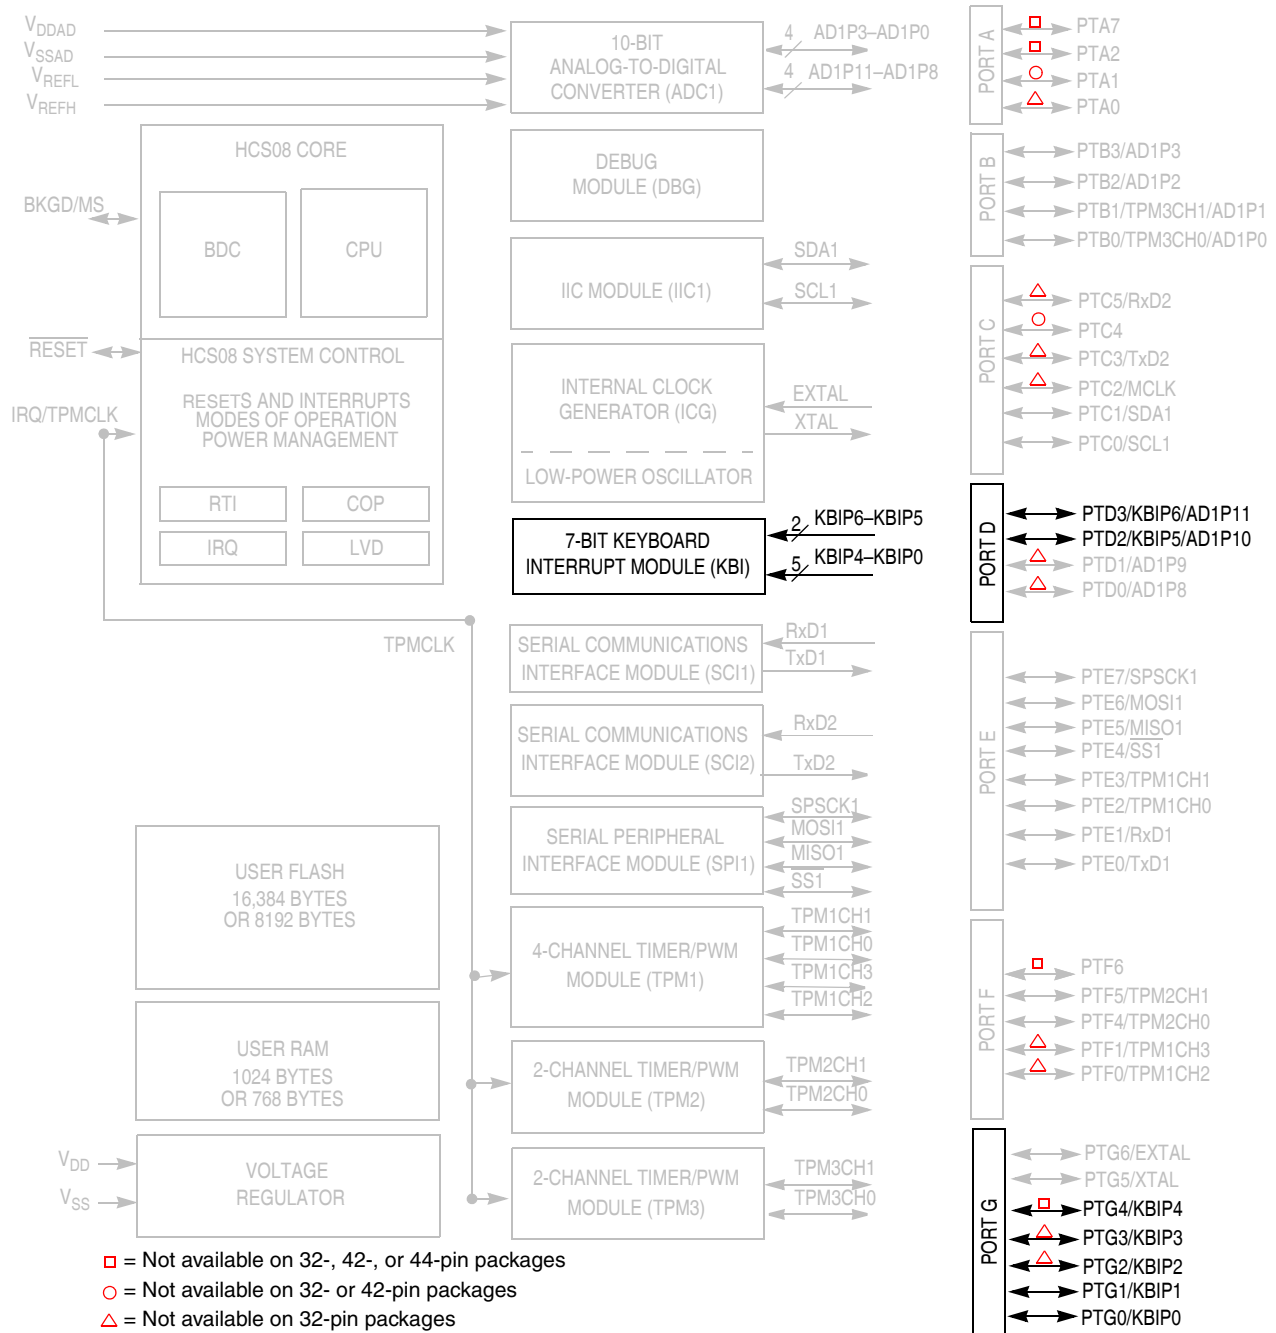 VDDAD
VSSAD
VREFL
VREFH
10-BIT
ANALOG-TO-DIGITAL
CONVERTER (ADC1)
4 AD1P3–AD1P0
4 AD1P11–AD1P8
HCS08 CORE
BDC
CPU
BKGD/MS
RESET
IRQ/TPMCLK
HCS08 SYSTEM CONTROL
RESETS AND INTERRUPTS
MODES OF OPERATION
POWER MANAGEMENT
RTI
COP
IRQ
LVD
TPMCLK
DEBUG
MODULE (DBG)
IIC MODULE (IIC1)
SDA1
SCL1
INTERNAL CLOCK
GENERATOR (ICG)
LOW-POWER OSCILLATOR
EXTAL
XTAL
7-BIT KEYBOARD
INTERRUPT MODULE (KBI)
2 KBIP6–KBIP5
5 KBIP4–KBIP0
SERIAL COMMUNICATIONS
INTERFACE MODULE (SCI1)
RxD1
TxD1
SERIAL COMMUNICATIONS
INTERFACE MODULE (SCI2)
RxD2
TxD2
SERIAL PERIPHERAL
INTERFACE MODULE (SPI1)
SPSCK1
MOSI1
MISO1
SS1
4-CHANNEL TIMER/PWM
MODULE (TPM1)
TPM1CH1
TPM1CH0
TPM1CH3
TPM1CH2
2-CHANNEL TIMER/PWM
MODULE (TPM2)
TPM2CH1
TPM2CH0
2-CHANNEL TIMER/PWM
MODULE (TPM3)
TPM3CH1
TPM3CH0
USER FLASH
16,384 BYTES
OR 8192 BYTES
USER RAM
1024 BYTES
OR 768 BYTES
VDD
VSS
VOLTAGE
REGULATOR
PORT A
PTA7
PTA2
PTA1
PTA0
PORT B
PTB3/AD1P3
PTB2/AD1P2
PTB1/TPM3CH1/AD1P1
PTB0/TPM3CH0/AD1P0
PORT C
PTC5/RxD2
PTC4
PTC3/TxD2
PTC2/MCLK
PTC1/SDA1
PTC0/SCL1
PORT D
PTD3/KBIP6/AD1P11
PTD2/KBIP5/AD1P10
PTD1/AD1P9
PTD0/AD1P8
PORT E
PTE7/SPSCK1
PTE6/MOSI1
PTE5/MISO1
PTE4/SS1
PTE3/TPM1CH1
PTE2/TPM1CH0
PTE1/RxD1
PTE0/TxD1
PORT F
PTF6
PTF5/TPM2CH1
PTF4/TPM2CH0
PTF1/TPM1CH3
PTF0/TPM1CH2
PORT G
PTG6/EXTAL
PTG5/XTAL
PTG4/KBIP4
PTG3/KBIP3
PTG2/KBIP2
PTG1/KBIP1
PTG0/KBIP0
= Not available on 32-, 42-, or 44-pin packages
= Not available on 32- or 42-pin packages
= Not available on 32-pin packages